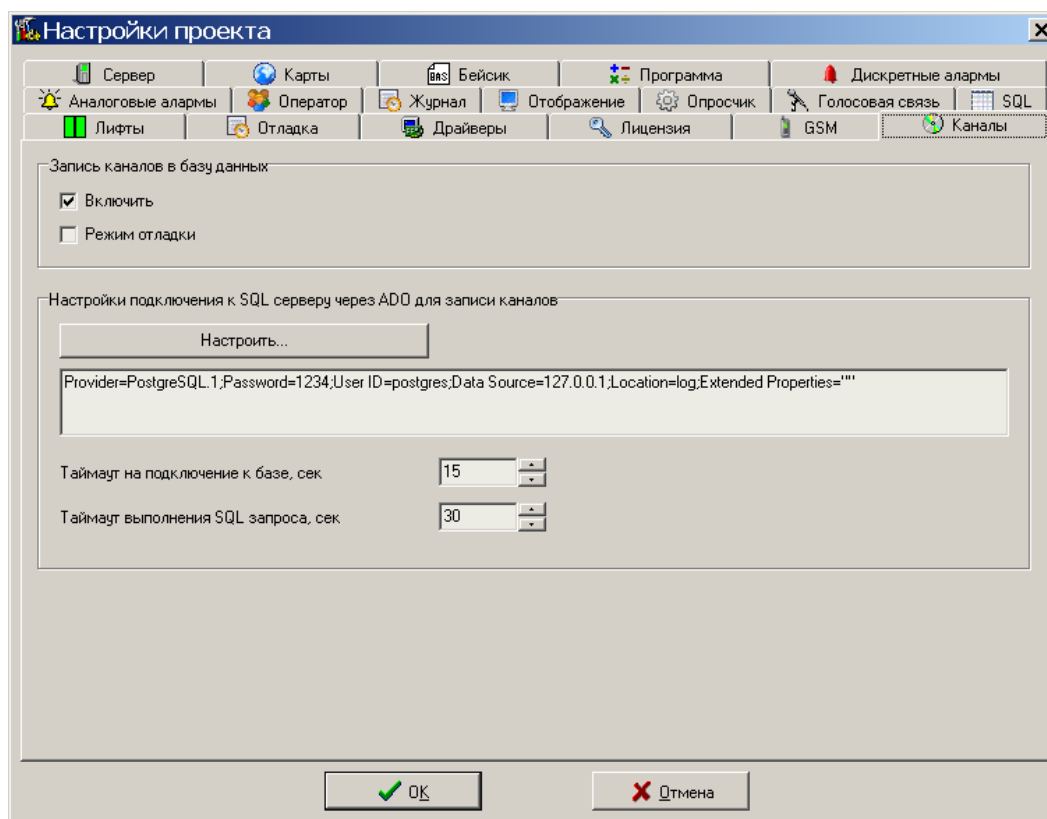 Настройки проекта
Сервер Карты BAS Бейсик Программа Дискретные алармы
Аналоговые алармы Оператор Журнал Отображение Опросчик Голосовая связь SQL
Лифты Отладка Драйверы Лицензия GSM Каналы
Запись каналов в базу данных
Включить
Режим отладки
Настройки подключения к SQL серверу через ADO для записи каналов
Настроить...
Provider=PostgreSQL.1;Password=1234;User ID=postgres;Data Source=127.0.0.1;Location=log;Extended Properties='""'
Таймаут на подключение к базе, сек 15
Таймаут выполнения SQL запроса, сек 30
OK Отмена